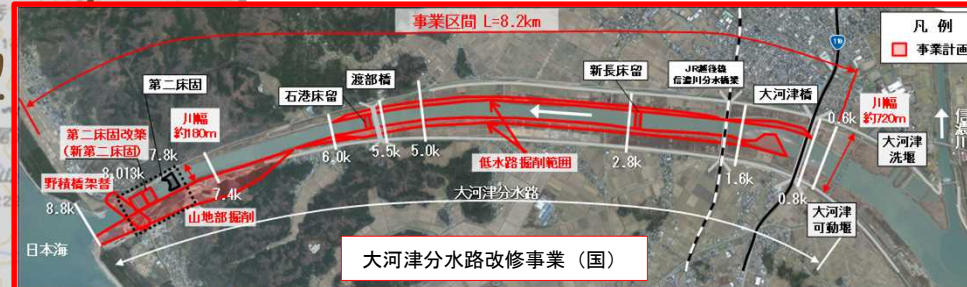 事業区間 L=8.2km
凡 例
事業計画
第二床固
渡部橋
石港床留
新長床留
JR越後線
信濃川分水橋梁
大河津橋
川幅
約180m
第二床固改築
(新第二床固)
7.8k
8.013k
野積橋架替
8.8k
日本海
7.4k
山地部掘削
6.0k
5.5k
5.0k
低水路掘削範囲
2.8k
1.6k
0.8k
0.6k
川幅
約720m
大河津
洗堰
信濃川
大河津
可動堰
大河津分水路
大河津分水路改修事業(国)